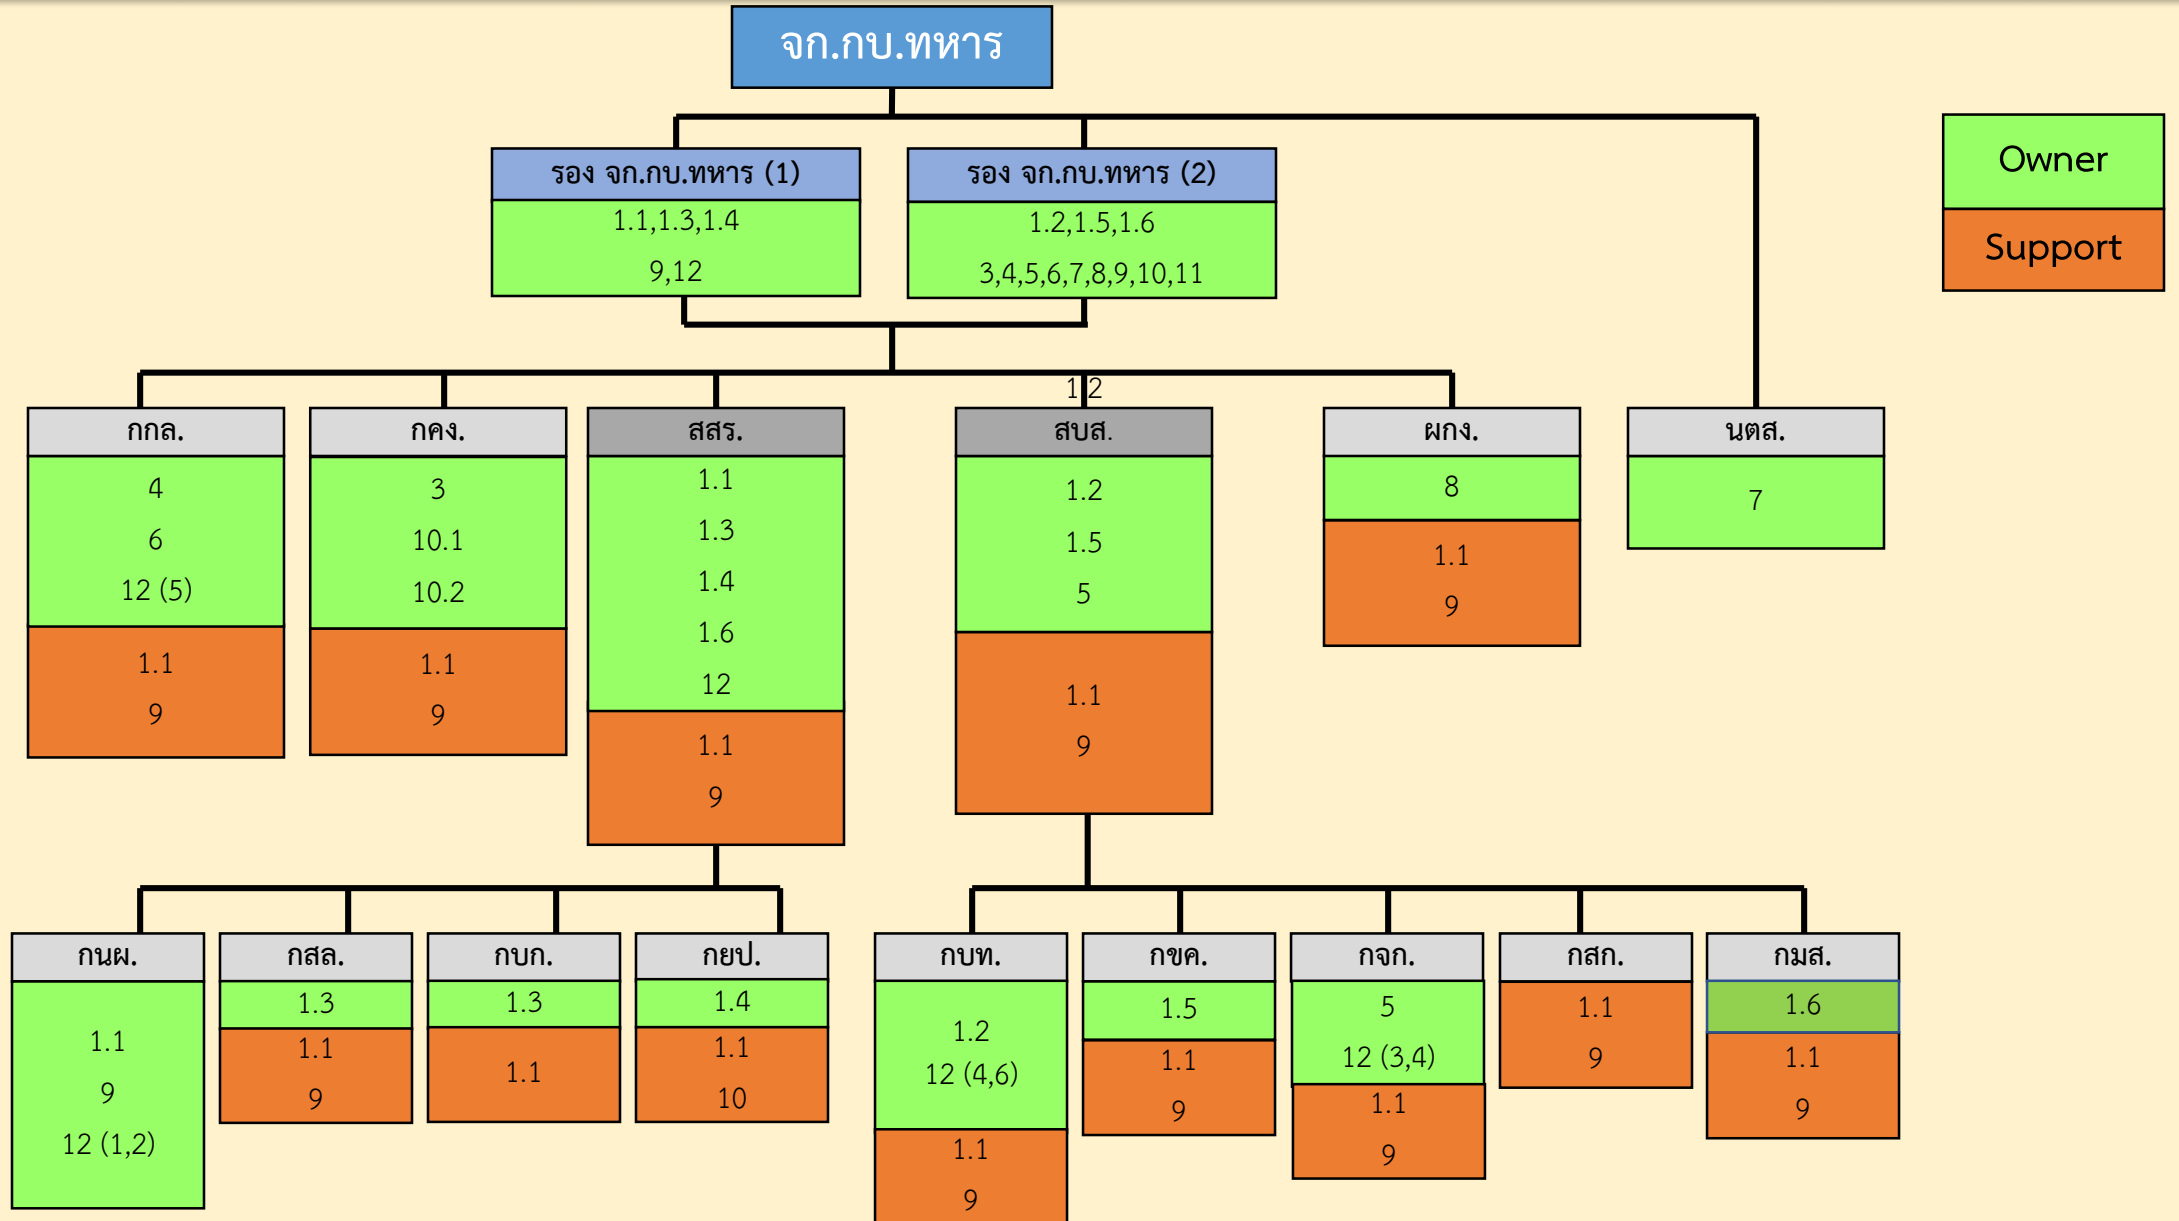 จก.กบ.ทหาร
รอง จก.กบ.ทหาร (1)
1.1,1.3,1.4
9,12
รอง จก.กบ.ทหาร (2)
1.2,1.5,1.6
3,4,5,6,7,8,9,10,11
Owner
Support
1.2
กกล.
4
6
12 (5)
1.1
9
กคง.
3
10.1
10.2
1.1
9
สสร.
1.1
1.3
1.4
1.6
12
1.1
9
สบส.
1.2
1.5
5
1.1
9
ผกง.
8
1.1
9
นตส.
7
กนผ.
1.1
9
12 (1,2)
กสล.
1.3
1.1
9
กบก.
1.3
1.1
กยป.
1.4
1.1
10
กบท.
1.2
12 (4,6)
1.1
9
กขค.
1.5
1.1
9
กจก.
5
12 (3,4)
1.1
9
กสก.
1.1
9
กมส.
1.6
1.1
9